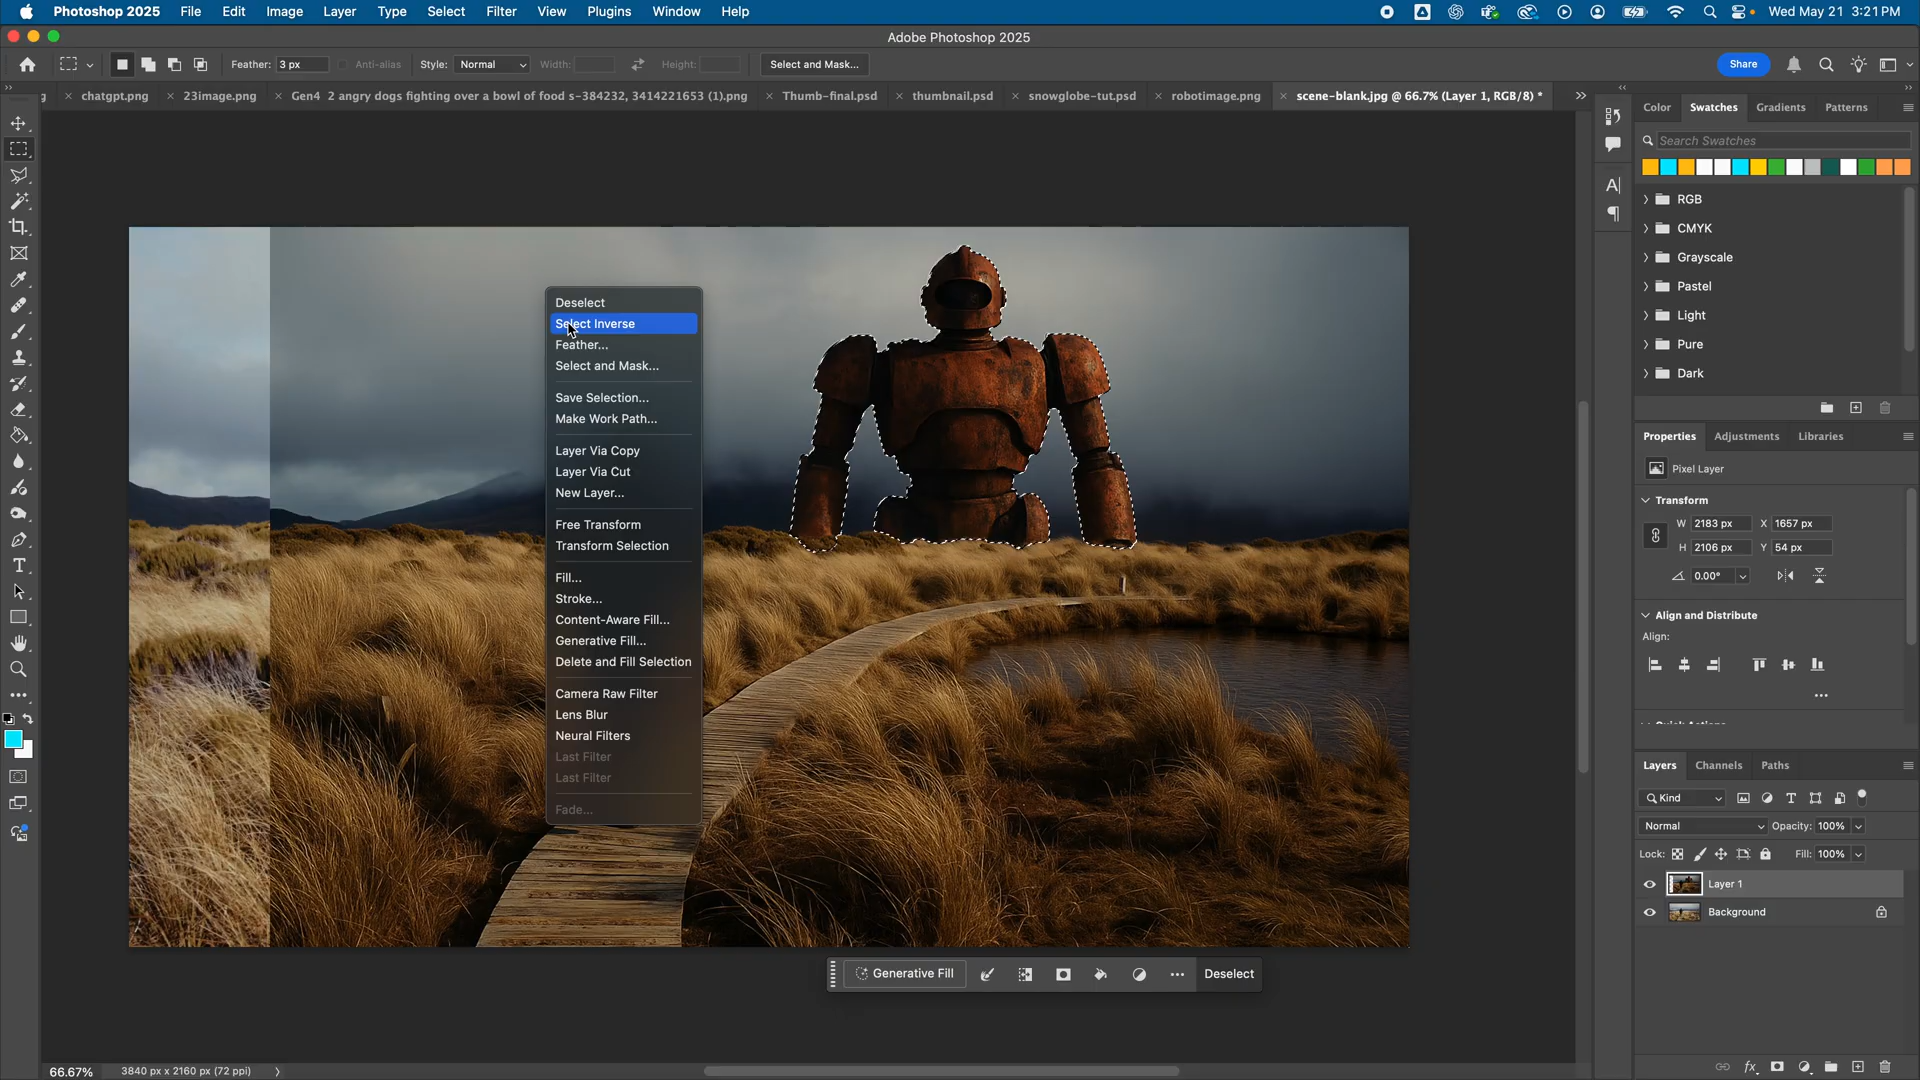 Photoshop 2025 File Edit Image Layer Type Select Filter View Plugins Window Help Wed May 21 3:21 PM
Adobe Photoshop 2025
Feather: 3 px Anti-alias Style: Normal Width: Height: Select and Mask... Share
g × chatgpt.png × 23image.png × Gen4 2 angry dogs fighting over a bowl of food s-384232, 3414221653 (1).png × Thumb-final.psd × thumbnail.psd × snowglobe-tut.psd × robotimage.png × scene-blank.jpg @ 66.7% (Layer 1, RGB/8) *
Deselect
Select Inverse
Feather...
Select and Mask...
Save Selection...
Make Work Path...
Layer Via Copy
Layer Via Cut
New Layer...
Free Transform
Transform Selection
Fill...
Stroke...
Content-Aware Fill...
Generative Fill...
Delete and Fill Selection
Camera Raw Filter
Lens Blur
Neural Filters
Last Filter
Last Filter
Fade...
Generative Fill Deselect
66.67% 3840 px x 2160 px (72 ppi)
Color Swatches Gradients Patterns
Search Swatches
RGB
CMYK
Grayscale
Pastel
Light
Pure
Dark
Properties Adjustments Libraries
Pixel Layer
Transform
W 2183 px X 1657 px
H 2106 px Y 54 px
0.00°
Align and Distribute
Align:
Layers Channels Paths
Kind
Normal Opacity: 100%
Lock: Fill: 100%
Layer 1
Background